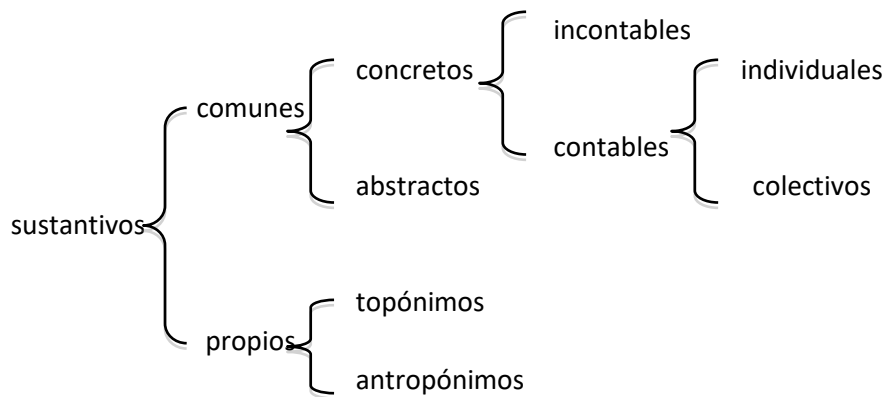 incontables
concretos
individuales
comunes
contables
abstractos
colectivos
sustantivos
topónimos
propios
antropónimos